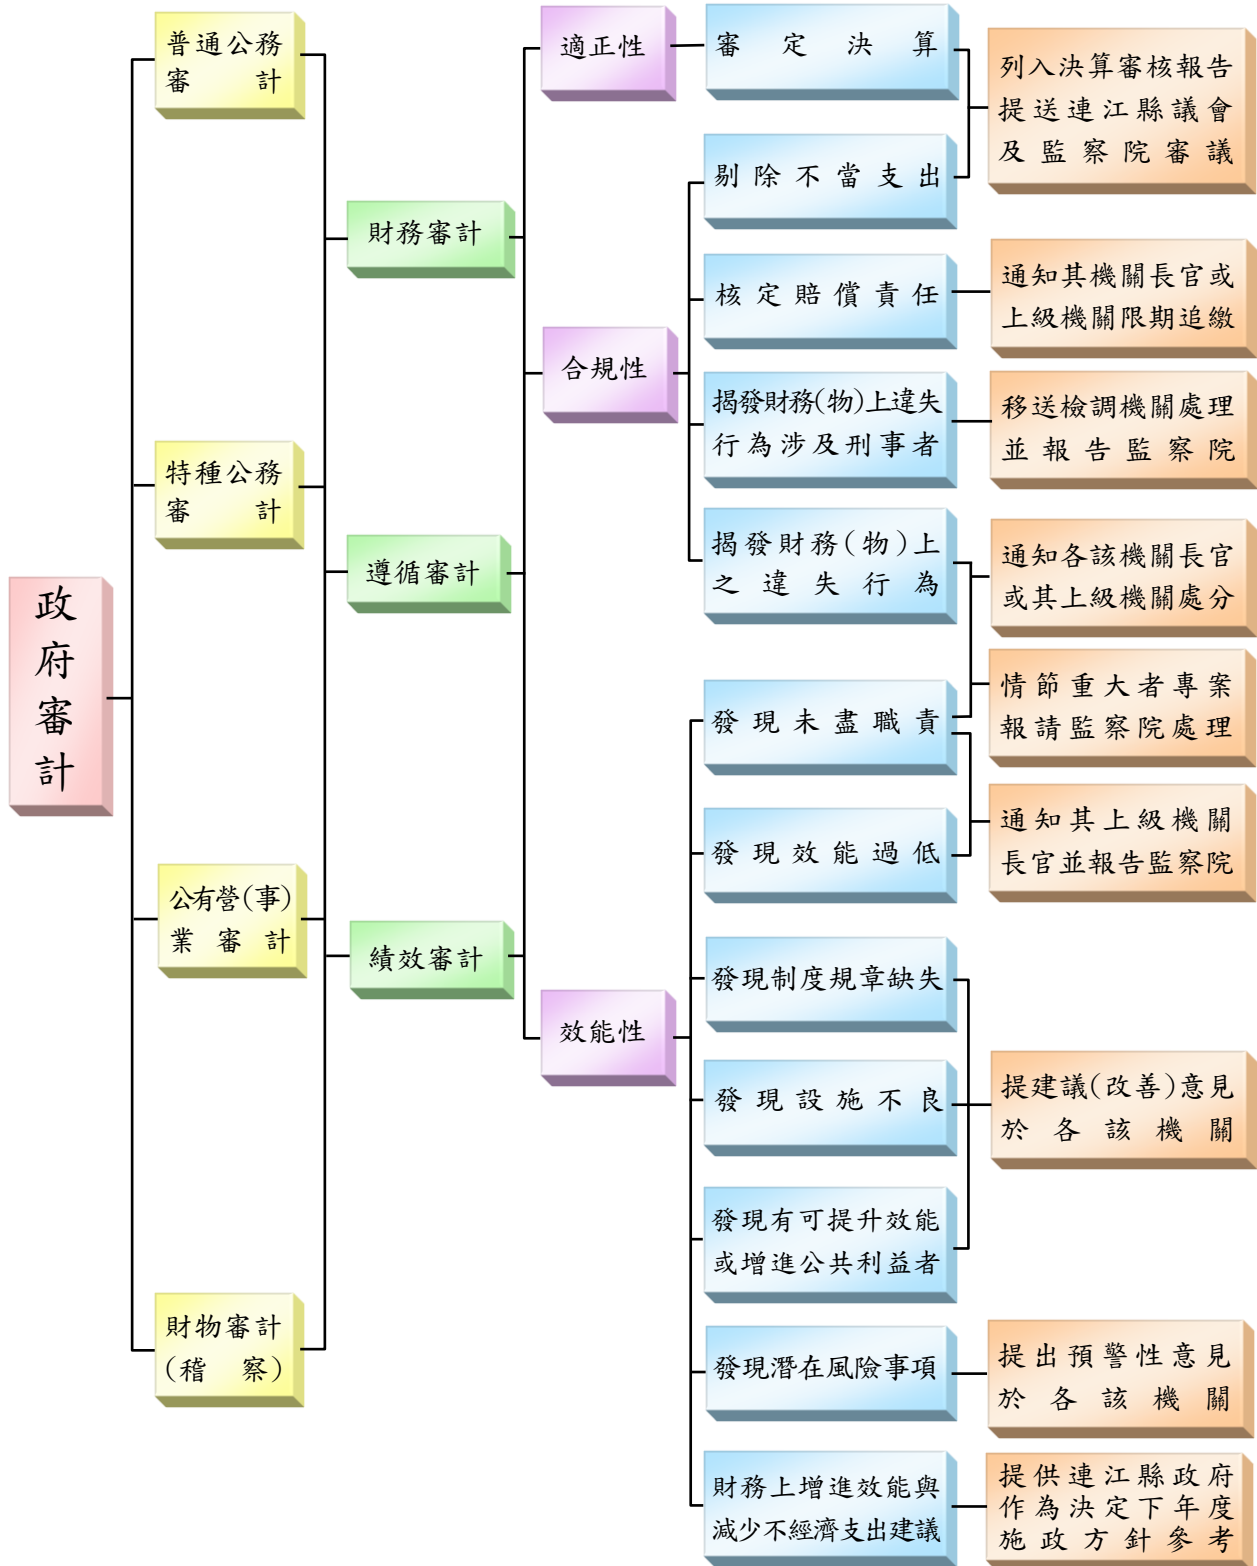 政府審計
普通公務
審計
特種公務
審計
公有營(事)
業審計
財物審計
(稽察)
財務審計
遵循審計
績效審計
適正性
合規性
效能性
審定決算
剔除不當支出
核定賠償責任
揭發財務(物)上違失
行為涉及刑事者
揭發財務(物)上
之違失行為
發現未盡職責
發現效能過低
發現制度規章缺失
發現設施不良
發現有可提升效能
或增進公共利益者
發現潛在風險事項
財務上增進效能與
減少不經濟支出建議
列入決算審核報告
提送連江縣議會
及監察院審議
通知其機關長官或
上級機關限期追繳
移送檢調機關處理
並報告監察院
通知各該機關長官
或其上級機關處分
情節重大者專案
報請監察院處理
通知其上級機關
長官並報告監察院
提建議(改善)意見
於各該機關
提出預警性意見
於各該機關
提供連江縣政府
作為決定下年度
施政方針參考